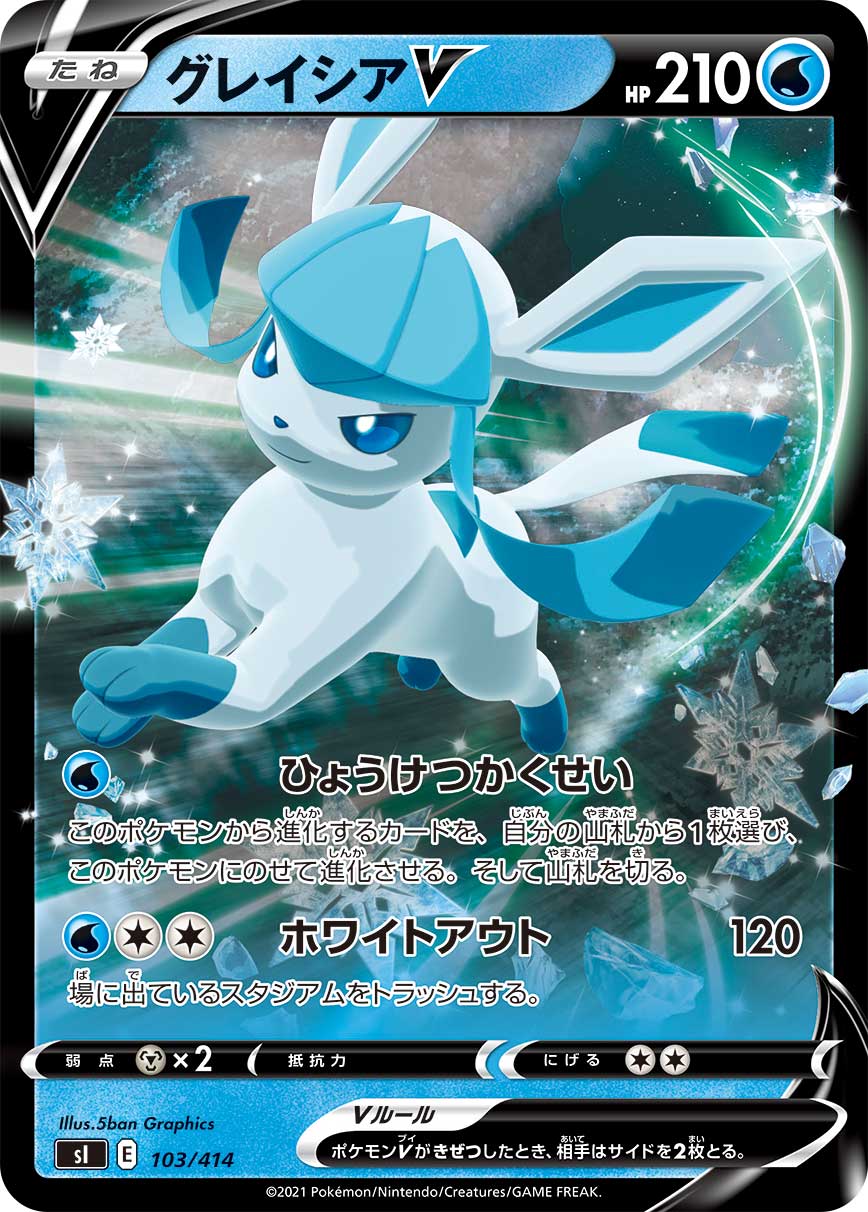 たね グレイシアV HP 210
ひょうけつかくせい
このポケモンから進化するカードを、自分の山札から1枚選び、
このポケモンにのせて進化させる。そして山札を切る。
ホワイトアウト 120
場に出ているスタジアムをトラッシュする。
弱点 ×2 抵抗力 にげる
Illus.5ban Graphics
Vルール
ポケモンVがきぜつしたとき、相手はサイドを2枚とる。
sI E 103/414
©2021 Pokémon/Nintendo/Creatures/GAME FREAK.